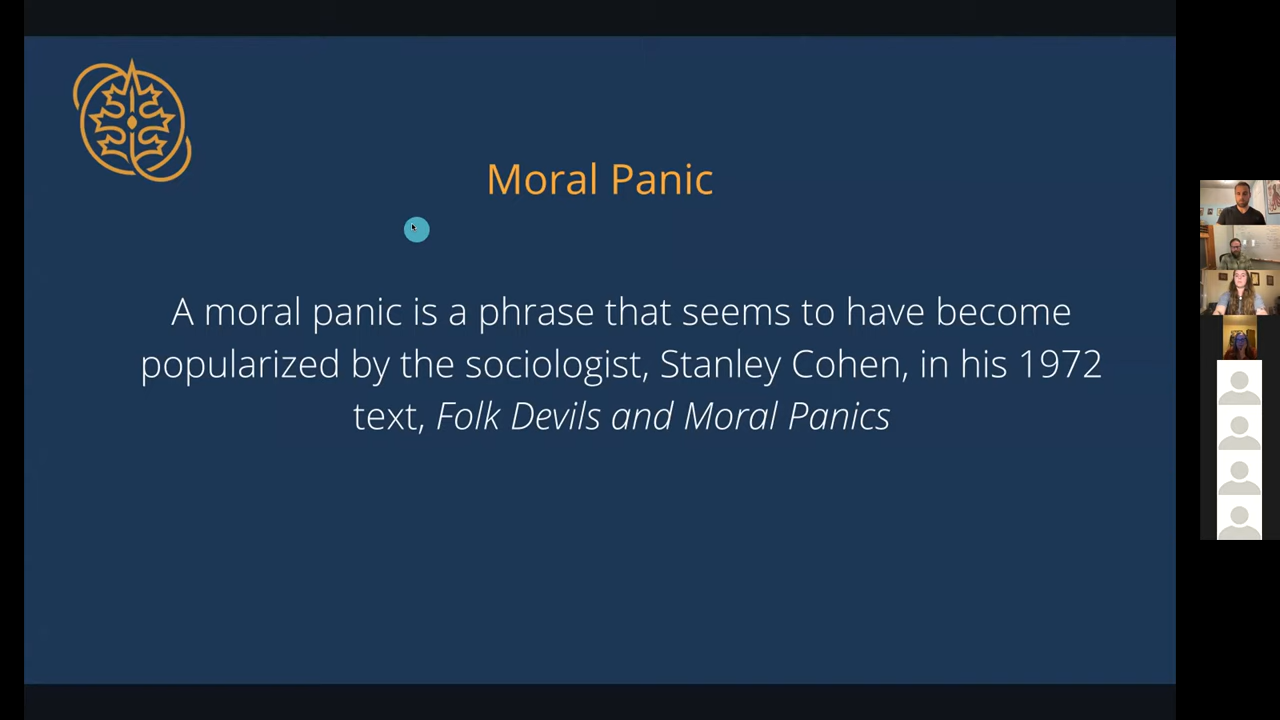 Moral Panic
A moral panic is a phrase that seems to have become
popularized by the sociologist, Stanley Cohen, in his 1972
text, Folk Devils and Moral Panics